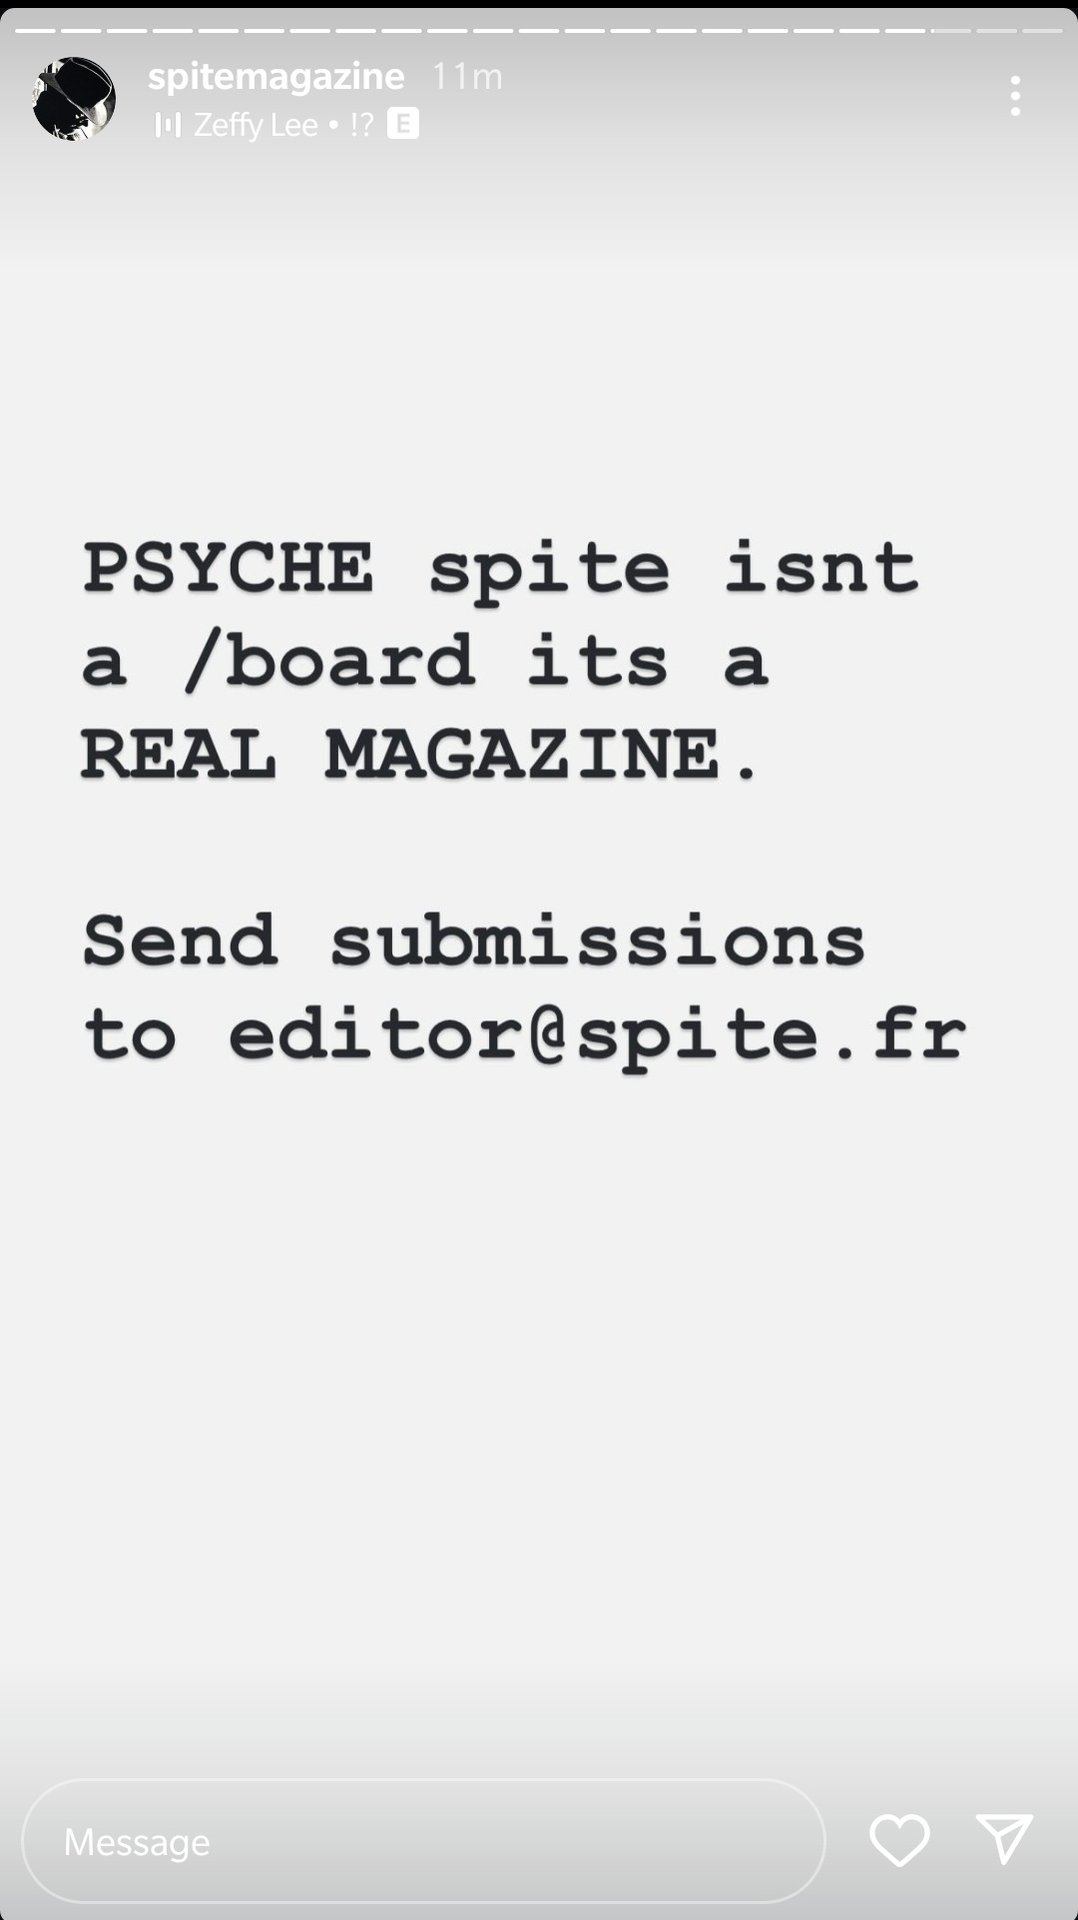 spitemagazine 11m
Zeffy Lee • !? E
PSYCHE spite isnt
a /board its a
REAL MAGAZINE.
Send submissions
to editor@spite.fr
Message